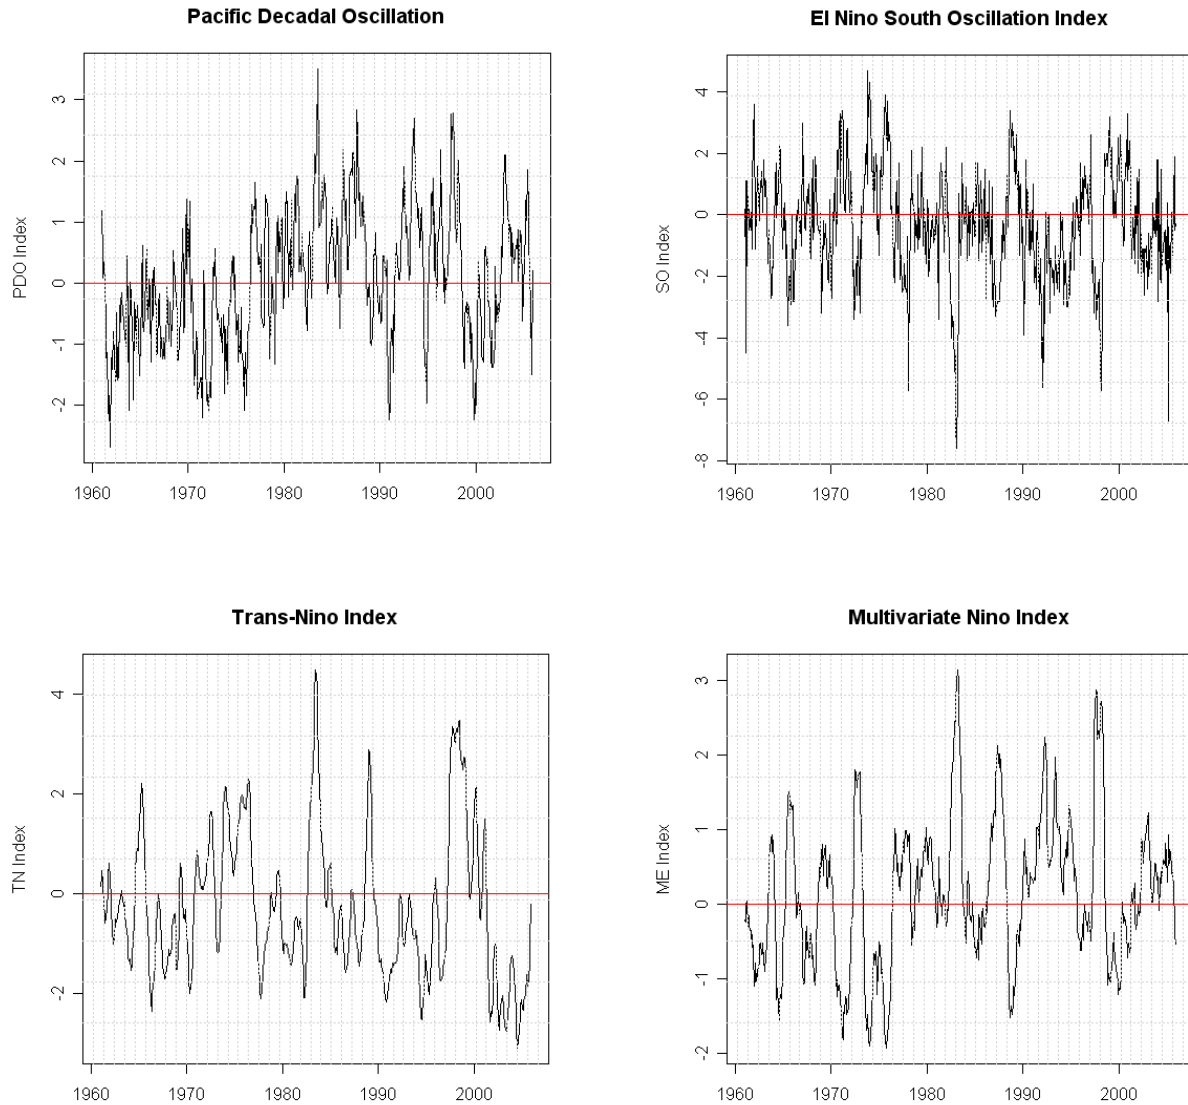 Pacific Decadal Oscillation
PDO Index
3
2
1
0
-1
-2
1960 1970 1980 1990 2000
El Nino South Oscillation Index
SO Index
4
2
0
-2
-4
-6
-8
1960 1970 1980 1990 2000
Trans-Nino Index
TN Index
4
2
0
-2
1960 1970 1980 1990 2000
Multivariate Nino Index
ME Index
3
2
1
0
-1
-2
1960 1970 1980 1990 2000